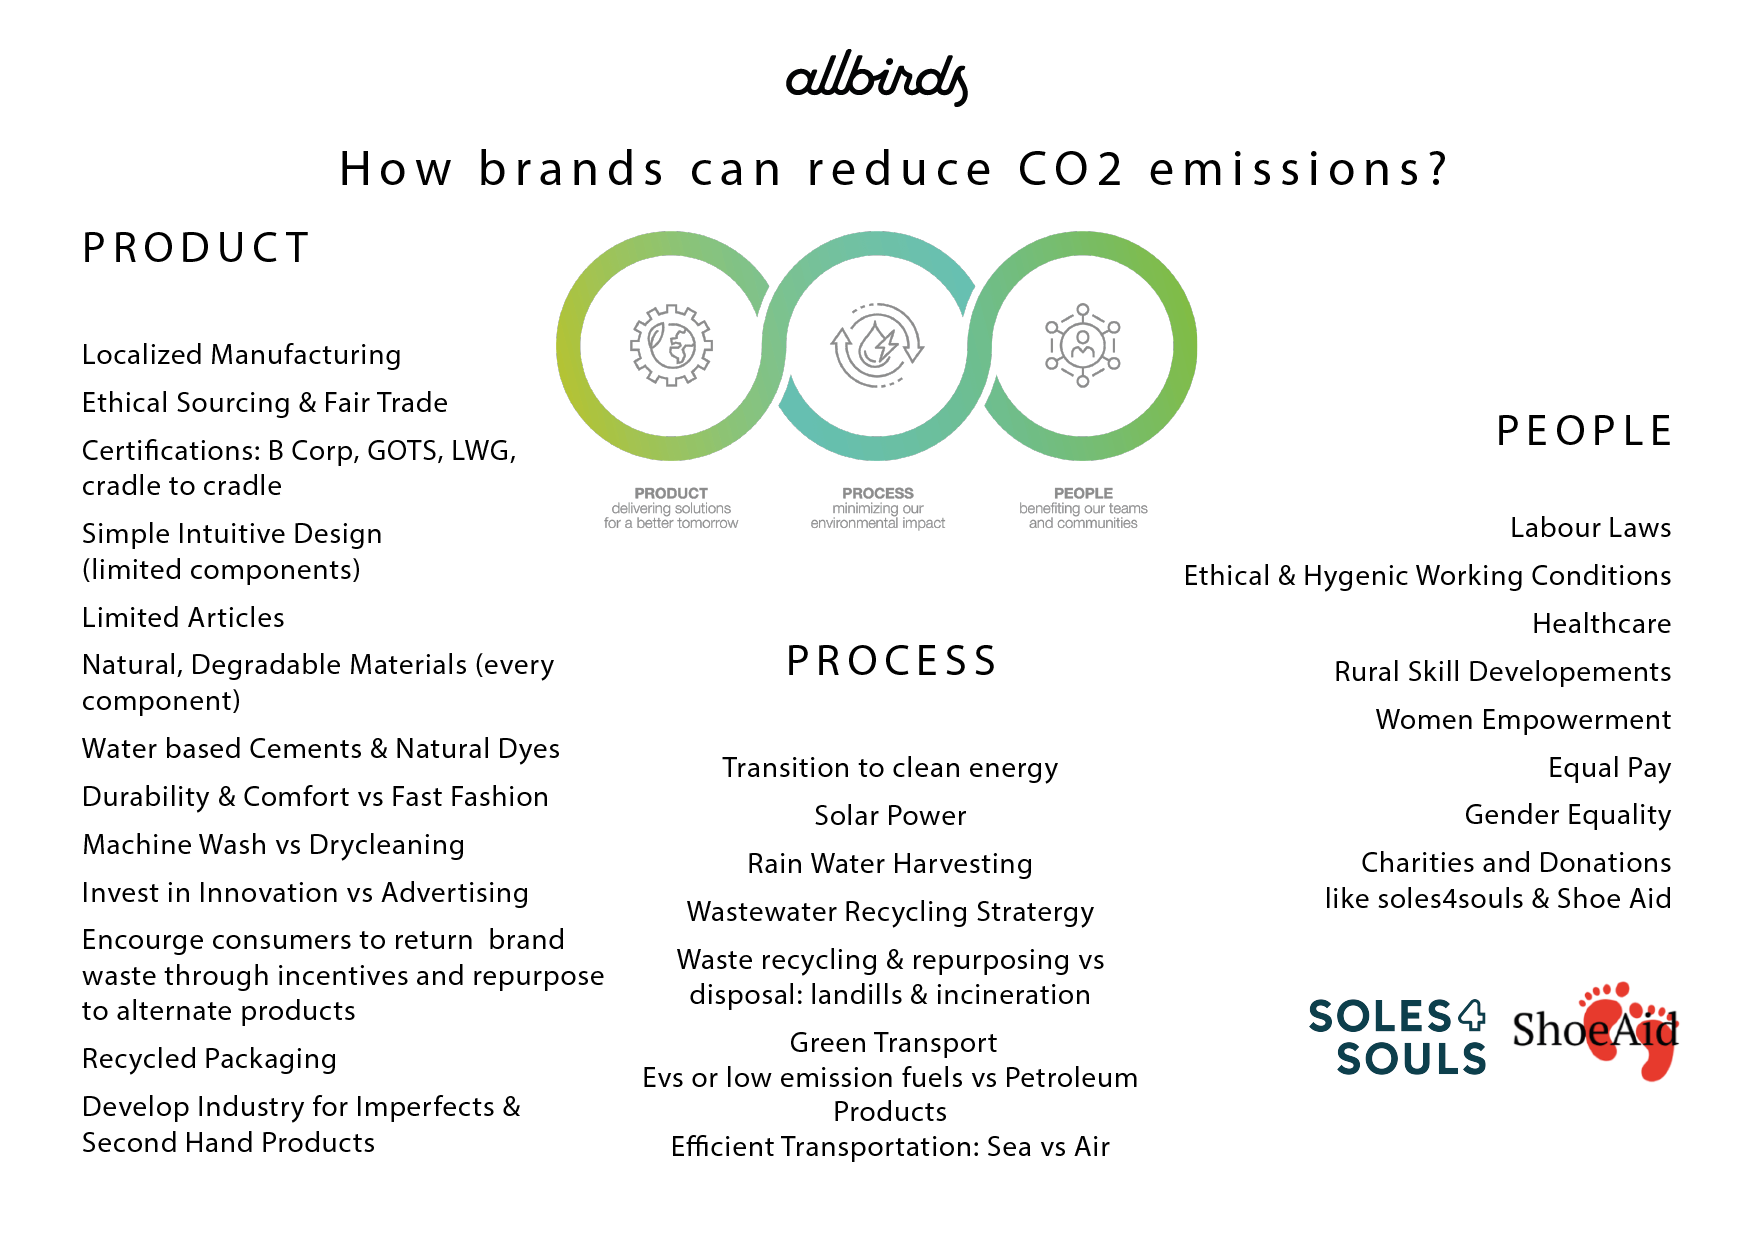 allbirds
How brands can reduce CO2 emissions?
PRODUCT
Localized Manufacturing
Ethical Sourcing & Fair Trade
Certifications: B Corp, GOTS, LWG,
cradle to cradle
Simple Intuitive Design
(limited components)
Limited Articles
Natural, Degradable Materials (every
component)
Water based Cements & Natural Dyes
Durability & Comfort vs Fast Fashion
Machine Wash vs Drycleaning
Invest in Innovation vs Advertising
Encourge consumers to return  brand
waste through incentives and repurpose
to alternate products
Recycled Packaging
Develop Industry for Imperfects &
Second Hand Products
PRODUCT
delivering solutions
for a better tomorrow
PROCESS
minimizing our
environmental impact
PEOPLE
benefiting our teams
and communities
PROCESS
Transition to clean energy
Solar Power
Rain Water Harvesting
Wastewater Recycling Stratergy
Waste recycling & repurposing vs
disposal: landills & incineration
Green Transport
Evs or low emission fuels vs Petroleum
Products
Efficient Transportation: Sea vs Air
PEOPLE
Labour Laws
Ethical & Hygenic Working Conditions
Healthcare
Rural Skill Developements
Women Empowerment
Equal Pay
Gender Equality
Charities and Donations
like soles4souls & Shoe Aid
SOLES4
SOULS
ShoeAid